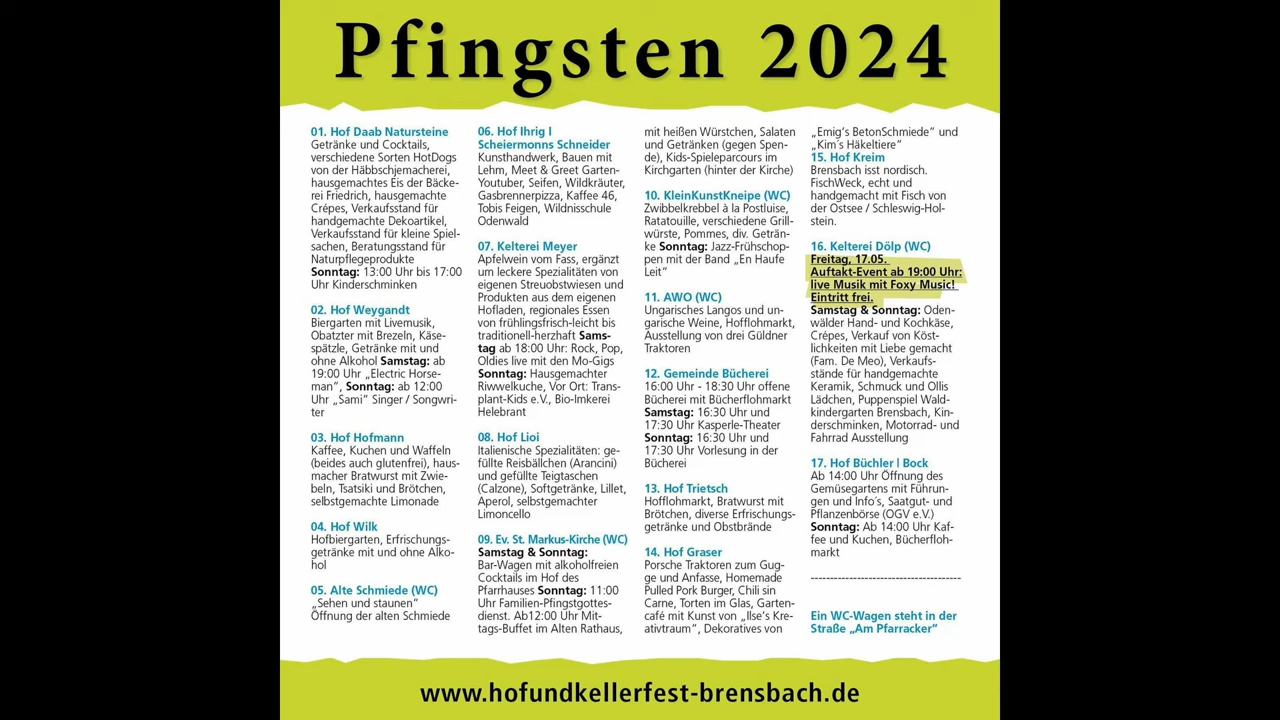 Pfingsten 2024
01. Hof Daab Natursteine
Getränke und Cocktails,
verschiedene Sorten HotDogs
von der Häbbschjemacherei,
hausgemachtes Eis der Bäcke-
rei Friedrich, hausgemachte
Crépes, Verkaufsstand für
handgemachte Dekoartikel,
Verkaufsstand für kleine Spiel-
sachen, Beratungsstand für
Naturpflegeprodukte
Sonntag: 13:00 Uhr bis 17:00
Uhr Kinderschminken
02. Hof Weygandt
Biergarten mit Livemusik,
Obatzter mit Brezeln, Käse-
spätzle, Getränke mit und
ohne Alkohol Samstag: ab
19:00 Uhr „Electric Horse-
man“, Sonntag: ab 12:00
Uhr „Sami“ Singer / Songwri-
ter
03. Hof Hofmann
Kaffee, Kuchen und Waffeln
(beides auch glutenfrei), haus-
macher Bratwurst mit Zwie-
beln, Tsatsiki und Brötchen,
selbstgemachte Limonade
04. Hof Wilk
Hofbiergarten, Erfrischungs-
getränke mit und ohne Alko-
hol
05. Alte Schmiede (WC)
„Sehen und staunen“
Öffnung der alten Schmiede
06. Hof Ihrig I
Scheiermonns Schneider
Kunsthandwerk, Bauen mit
Lehm, Meet & Greet Garten-
Youtuber, Seifen, Wildkräuter,
Gasbrennerpizza, Kaffee 46,
Tobis Feigen, Wildnisschule
Odenwald
07. Kelterei Meyer
Apfelwein vom Fass, ergänzt
um leckere Spezialitäten von
eigenen Streuobstwiesen und
Produkten aus dem eigenen
Hofladen, regionales Essen
von frühlingsfrisch-leicht bis
traditionell-herzhaft Sams-
tag ab 18:00 Uhr: Rock, Pop,
Oldies live mit den Mo-Gigs
Sonntag: Hausgemachter
Riwwelkuche, Vor Ort: Trans-
plant-Kids e.V., Bio-Imkerei
Helebrant
08. Hof Lioi
Italienische Spezialitäten: ge-
füllte Reisbällchen (Arancini)
und gefüllte Teigtaschen
(Calzone), Softgetränke, Lillet,
Aperol, selbstgemachter
Limoncello
09. Ev. St. Markus-Kirche (WC)
Samstag & Sonntag:
Bar-Wagen mit alkoholfreien
Cocktails im Hof des
Pfarrhauses Sonntag: 11:00
Uhr Familien-Pfingstgottes-
dienst. Ab12:00 Uhr Mit-
tags-Buffet im Alten Rathaus,
mit heißen Würstchen, Salaten
und Getränken (gegen Spen-
de), Kids-Spieleparcours im
Kirchgarten (hinter der Kirche)
10. KleinKunstKneipe (WC)
Zwibbelkrebbel à la Postluise,
Ratatouille, verschiedene Grill-
würste, Pommes, div. Geträn-
ke Sonntag: Jazz-Frühschop-
pen mit der Band „En Haufe
Leit“
11. AWO (WC)
Ungarisches Langos und un-
garische Weine, Hofflohmarkt,
Ausstellung von drei Güldner
Traktoren
12. Gemeinde Bücherei
16:00 Uhr - 18:30 Uhr offene
Bücherei mit Bücherflohmarkt
Samstag: 16:30 Uhr und
17:30 Uhr Kasperle-Theater
Sonntag: 16:30 Uhr und
17:30 Uhr Vorlesung in der
Bücherei
13. Hof Trietsch
Hofflohmarkt, Bratwurst mit
Brötchen, diverse Erfrischungs-
getränke und Obstbrände
14. Hof Graser
Porsche Traktoren zum Gug-
ge und Anfasse, Homemade
Pulled Pork Burger, Chili sin
Carne, Torten im Glas, Garten-
café mit Kunst von „Ilse’s Kre-
ativtraum“, Dekoratives von
„Emig’s BetonSchmiede“ und
„Kim´s Häkeltiere“
15. Hof Kreim
Brensbach isst nordisch.
FischWeck, echt und
handgemacht mit Fisch von
der Ostsee / Schleswig-Hol-
stein.
16. Kelterei Dölp (WC)
Freitag, 17.05.
Auftakt-Event ab 19:00 Uhr:
live Musik mit Foxy Music!
Eintritt frei.
Samstag & Sonntag: Oden-
wälder Hand- und Kochkäse,
Crépes, Verkauf von Köst-
lichkeiten mit Liebe gemacht
(Fam. De Meo), Verkaufs-
stände für handgemachte
Keramik, Schmuck und Ollis
Lädchen, Puppenspiel Wald-
kindergarten Brensbach, Kin-
derschminken, Motorrad- und
Fahrrad Ausstellung
17. Hof Büchler | Bock
Ab 14:00 Uhr Öffnung des
Gemüsegartens mit Führun-
gen und Info´s, Saatgut- und
Pflanzenbörse (OGV e.V.)
Sonntag: Ab 14:00 Uhr Kaf-
fee und Kuchen, Bücherfloh-
markt
---------------------------------------
Ein WC-Wagen steht in der
Straße „Am Pfarracker“
www.hofundkellerfest-brensbach.de